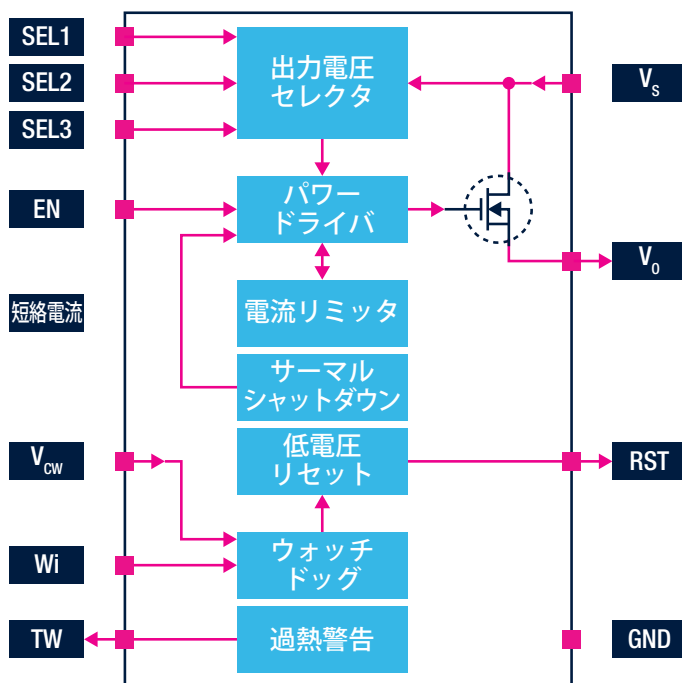 SEL1
SEL2
SEL3
EN
短絡電流
VCW
Wi
TW
出力電圧
セレクタ
パワー
ドライバ
電流リミッタ
サーマル
シャットダウン
低電圧
リセット
ウォッチ
ドッグ
過熱警告
VS
VO
RST
GND